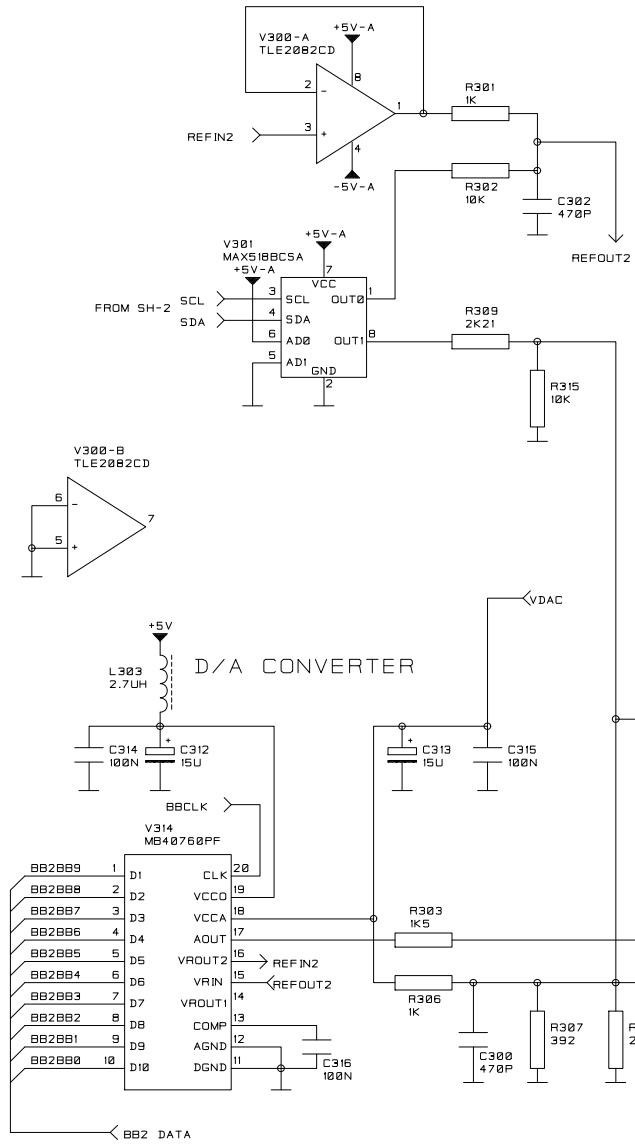 +5V-A
V300-A
TLE2082CD
8
2
-
1
R301
1K
REFIN2
3
+
4
-5V-A
R302
10K
C302
470P
REFOUT2
+5V-A
V301
MAX518BCSA
+5V-A
7
VCC
FROM SH-2
SCL
3
SCL
OUT0
1
SDA
4
SDA
6
AD0
OUT1
8
R309
2K21
5
AD1
GND
2
R315
10K
V300-B
TLE2082CD
6
-
7
5
+
VDAC
+5V
L303
2.7UH
D/A CONVERTER
C314
100N
+
C312
15U
+
C313
15U
C315
100N
BBCLK
V314
MB40760PF
BB2BB9
1
D1
CLK
20
BB2BB8
2
D2
VCCO
19
BB2BB7
3
D3
VCCA
18
R303
1K5
BB2BB6
4
D4
AOUT
17
BB2BB5
5
D5
VROUT2
16
REFIN2
BB2BB4
6
D6
VRIN
15
REFOUT2
BB2BB3
7
D7
VROUT1
14
R306
1K
BB2BB2
8
D8
COMP
13
BB2BB1
9
D9
AGND
12
BB2BB0
10
D10
DGND
11
C316
100N
C300
470P
R307
392
R
2
BB2 DATA